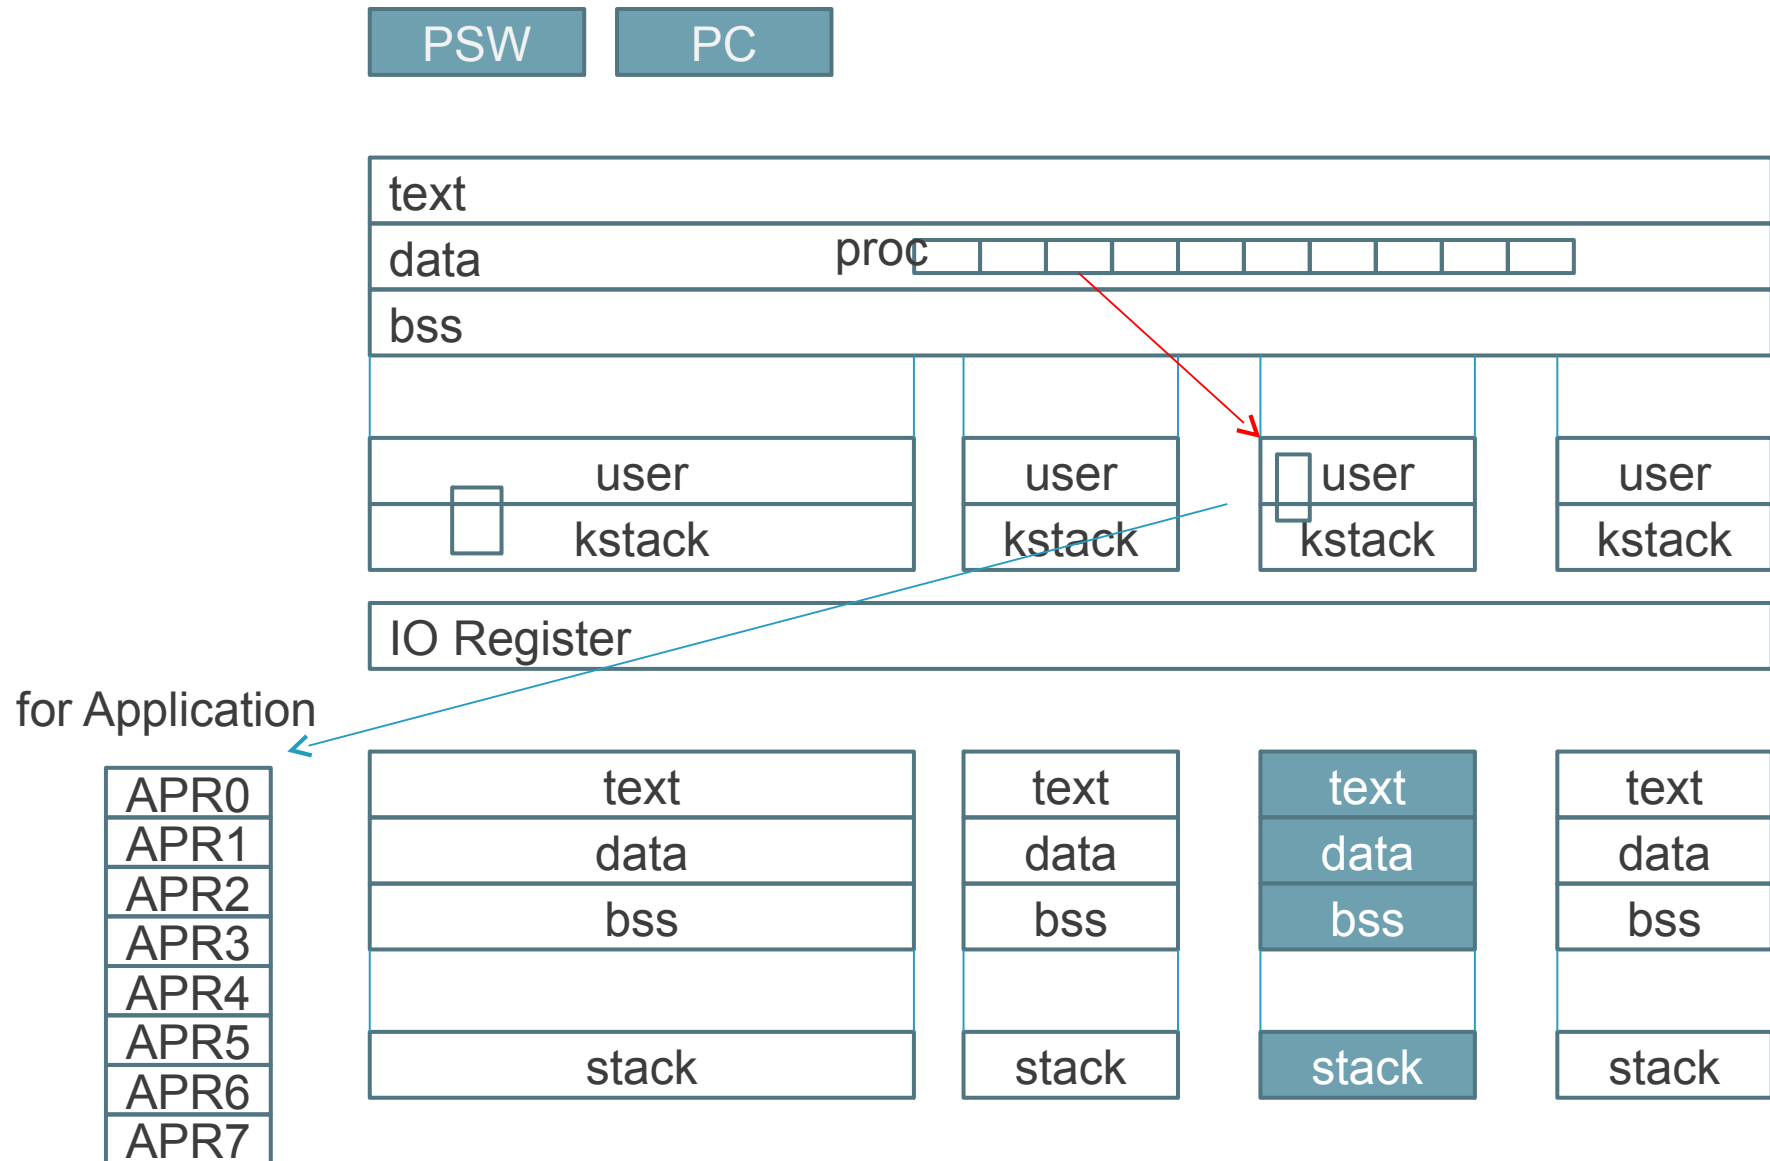 PSW PC
text
data proc
bss
user user user user
kstack kstack kstack kstack
IO Register
for Application
APR0
APR1
APR2
APR3
APR4
APR5
APR6
APR7
text text text text
data data data data
bss bss bss bss
stack stack stack stack